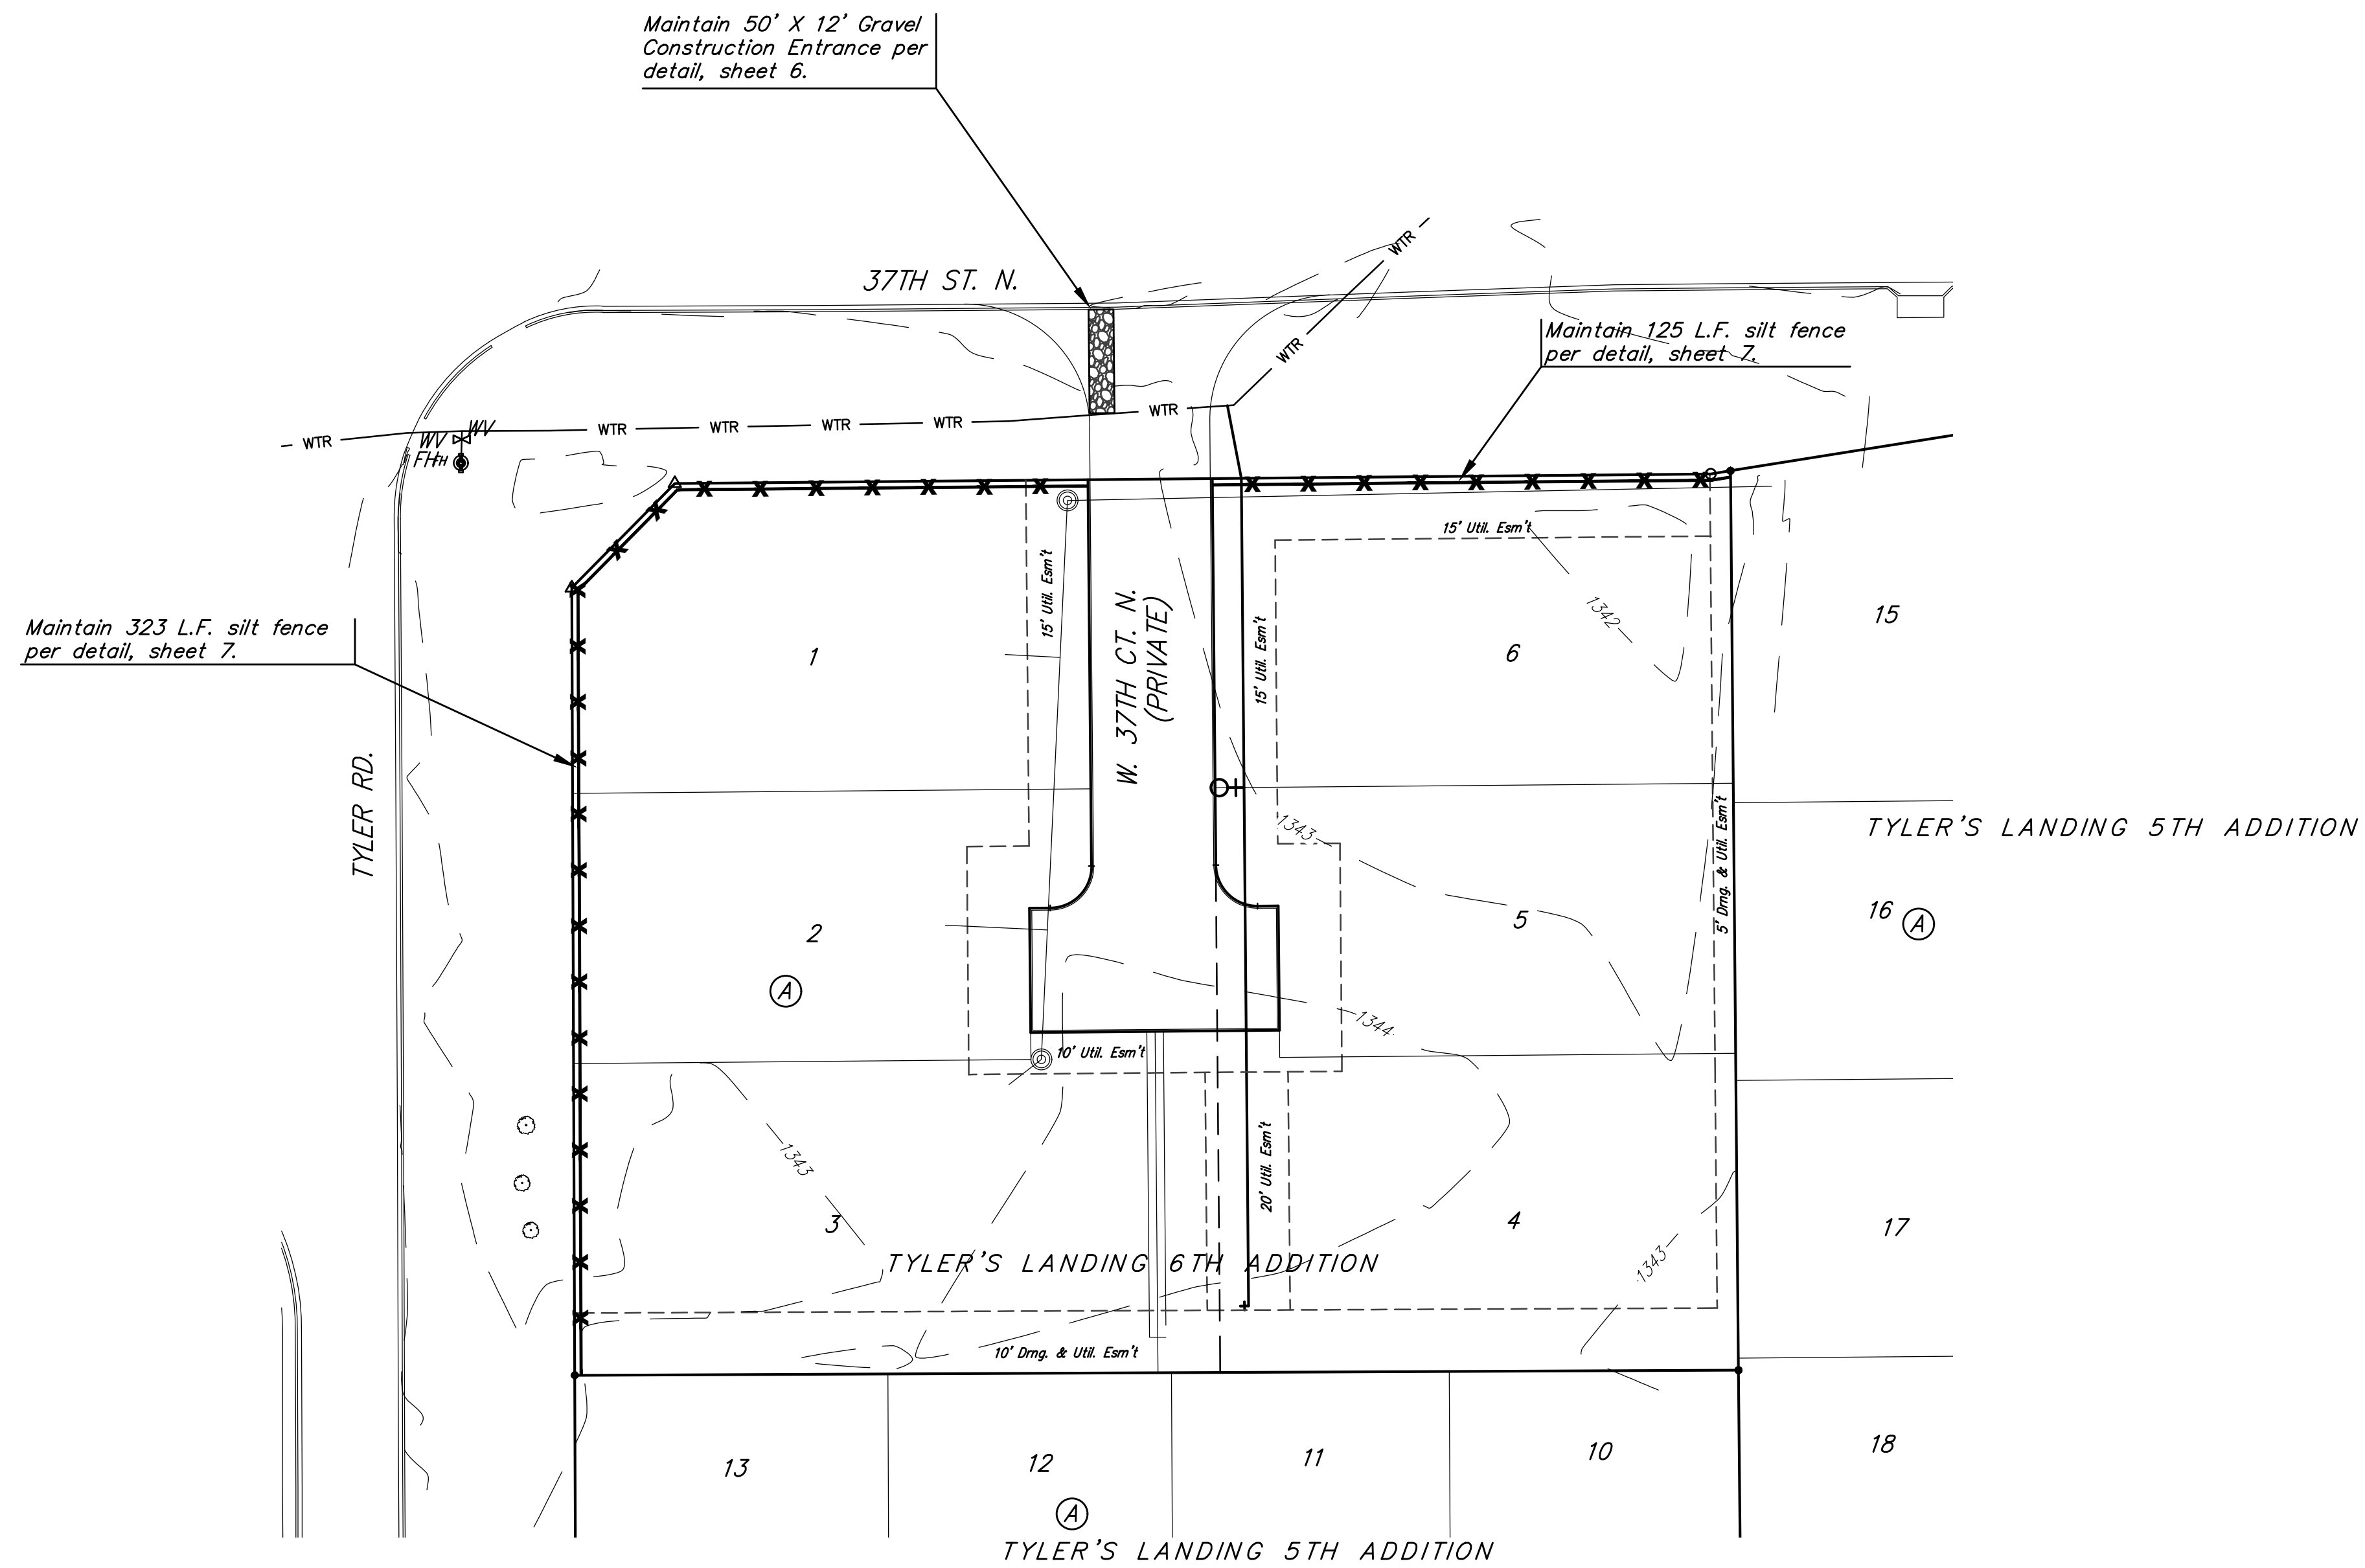 Maintain 50' X 12' Gravel
Construction Entrance per
detail, sheet 6.
37TH ST. N.
WTR
WTR
Maintain 125 L.F. silt fence
per detail, sheet 7.
WTR
WTR
WTR
WTR
WTR
WTR
WV
WV
FH
FH
15' Util. Esm't
15' Util. Esm't
1342
15
Maintain 323 L.F. silt fence
per detail, sheet 7.
1
W. 37TH CT. N.
(PRIVATE)
15' Util. Esm't
6
TYLER RD.
1343
5' Drng. & Util. Esm't
TYLER'S LANDING 5TH ADDITION
2
5
16
A
A
1344
10' Util. Esm't
1343
20' Util. Esm't
3
4
17
1343
TYLER'S LANDING 6TH ADDITION
10' Drng. & Util. Esm't
13
12
11
10
18
A
TYLER'S LANDING 5TH ADDITION